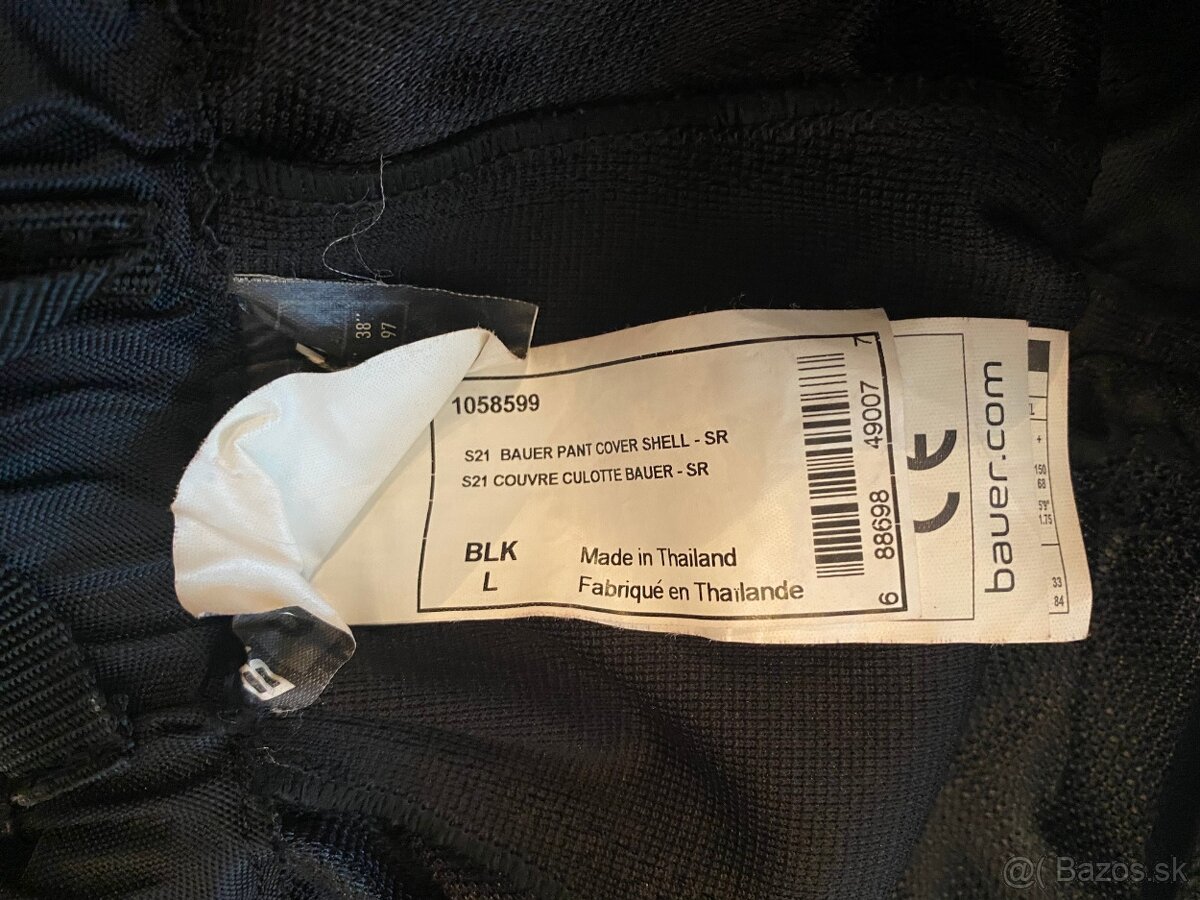 38"
97
1058599
S21 BAUER PANT COVER SHELL - SR
S21 COUVRE CULOTTE BAUER - SR
BLK
L
Made in Thailand
Fabriqué en Thaïlande
6 88698 49007 7
CE
bauer.com
+
150
68
5'9"
1.75
33
84
@( Bazos.sk